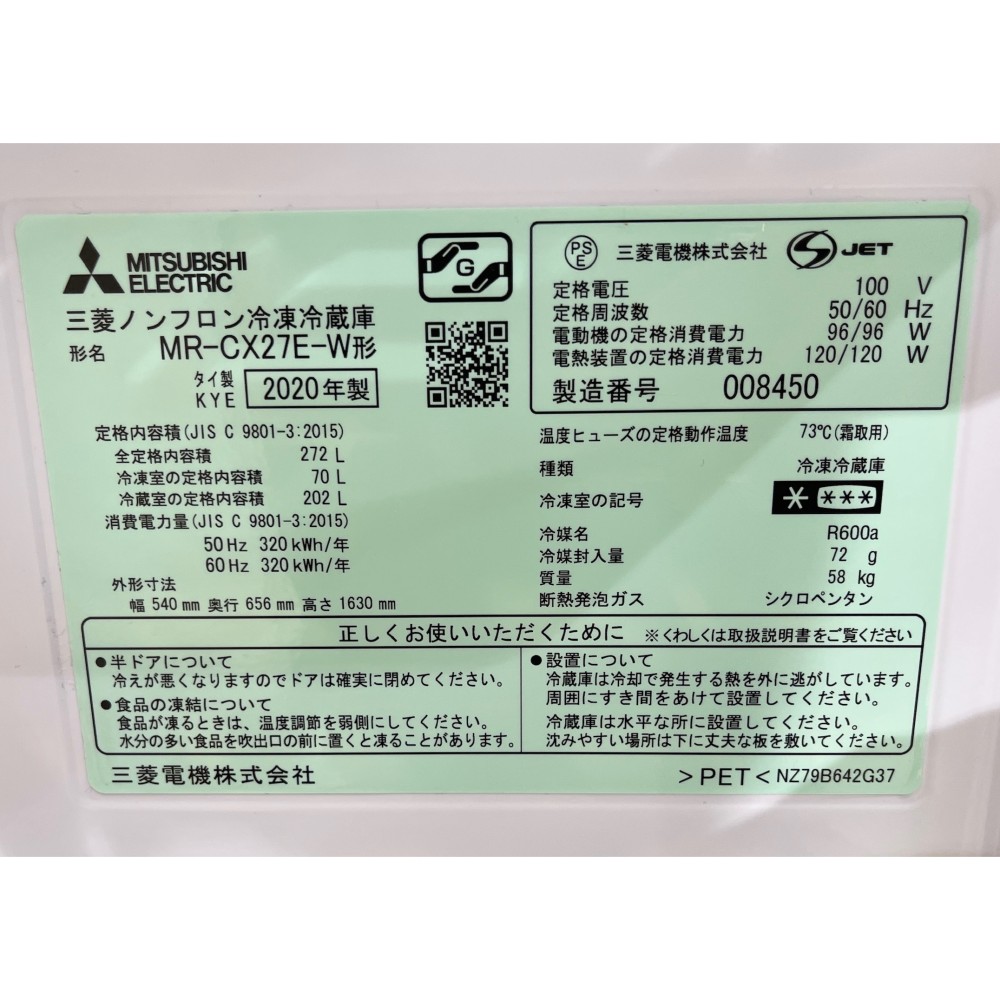 MITSUBISHI
ELECTRIC
G
三菱ノンフロン冷凍冷蔵庫
形名 MR-CX27E-W形
タイ製
KYE 2020年製
PSE 三菱電機株式会社 S JET
定格電圧 100 V
定格周波数 50/60 Hz
電動機の定格消費電力 96/96 W
電熱装置の定格消費電力 120/120 W
製造番号 008450
定格内容積(JIS C 9801-3:2015)
全定格内容積 272 L
冷凍室の定格内容積 70 L
冷蔵室の定格内容積 202 L
消費電力量(JIS C 9801-3:2015)
50Hz 320kWh/年
60Hz 320kWh/年
外形寸法
幅 540mm 奥行 656mm 高さ 1630mm
温度ヒューズの定格動作温度 73℃(霜取用)
種類 冷凍冷蔵庫
冷凍室の記号 * ***
冷媒名 R600a
冷媒封入量 72 g
質量 58 kg
断熱発泡ガス シクロペンタン
正しくお使いいただくために ※くわしくは取扱説明書をご覧ください
●半ドアについて
冷えが悪くなりますのでドアは確実に閉めてください。
●食品の凍結について
食品が凍るときは、温度調節を弱側にしてください。
水分の多い食品を吹出口の前に置くと凍ることがあります。
●設置について
冷蔵庫は冷却で発生する熱を外に逃がしています。
周囲にすき間をあけて設置してください。
冷蔵庫は水平な所に設置してください。
沈みやすい場所は下に丈夫な板を敷いてください。
三菱電機株式会社 >PET< NZ79B642G37